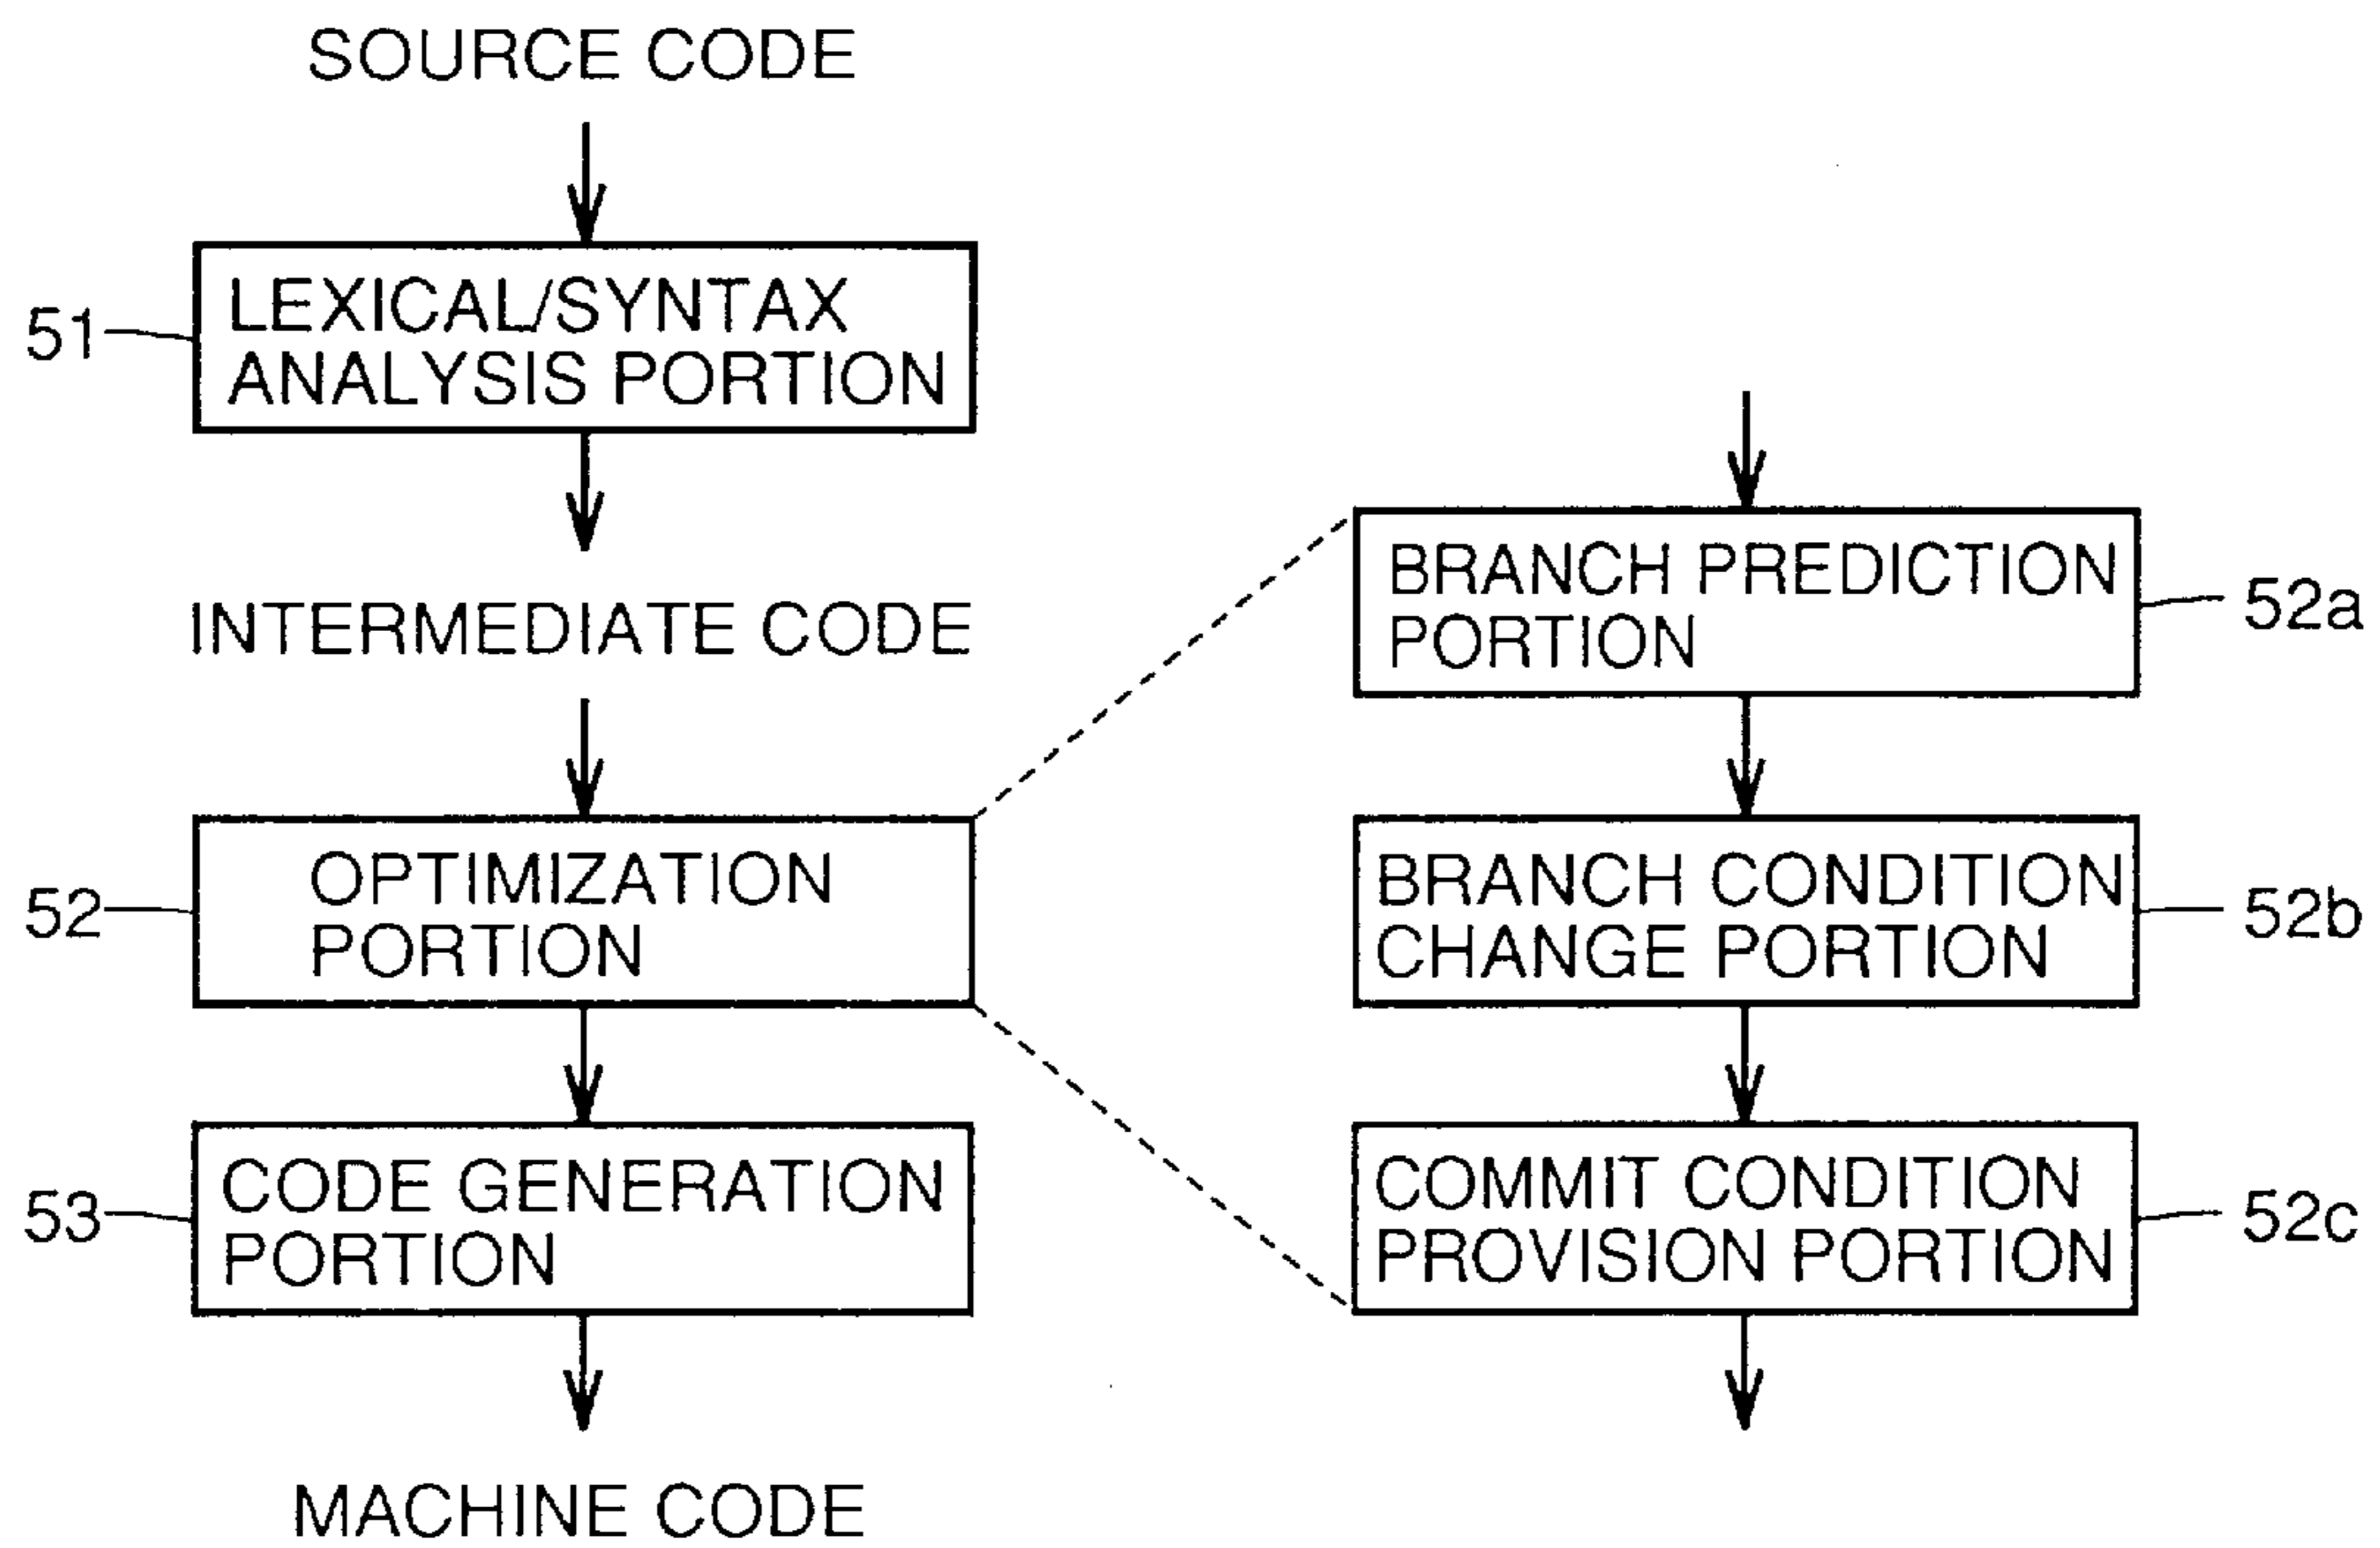 SOURCE CODE
51
LEXICAL/SYNTAX
ANALYSIS PORTION
INTERMEDIATE CODE
52
OPTIMIZATION
PORTION
53
CODE GENERATION
PORTION
MACHINE CODE
BRANCH PREDICTION
PORTION
52a
BRANCH CONDITION
CHANGE PORTION
52b
COMMIT CONDITION
PROVISION PORTION
52c